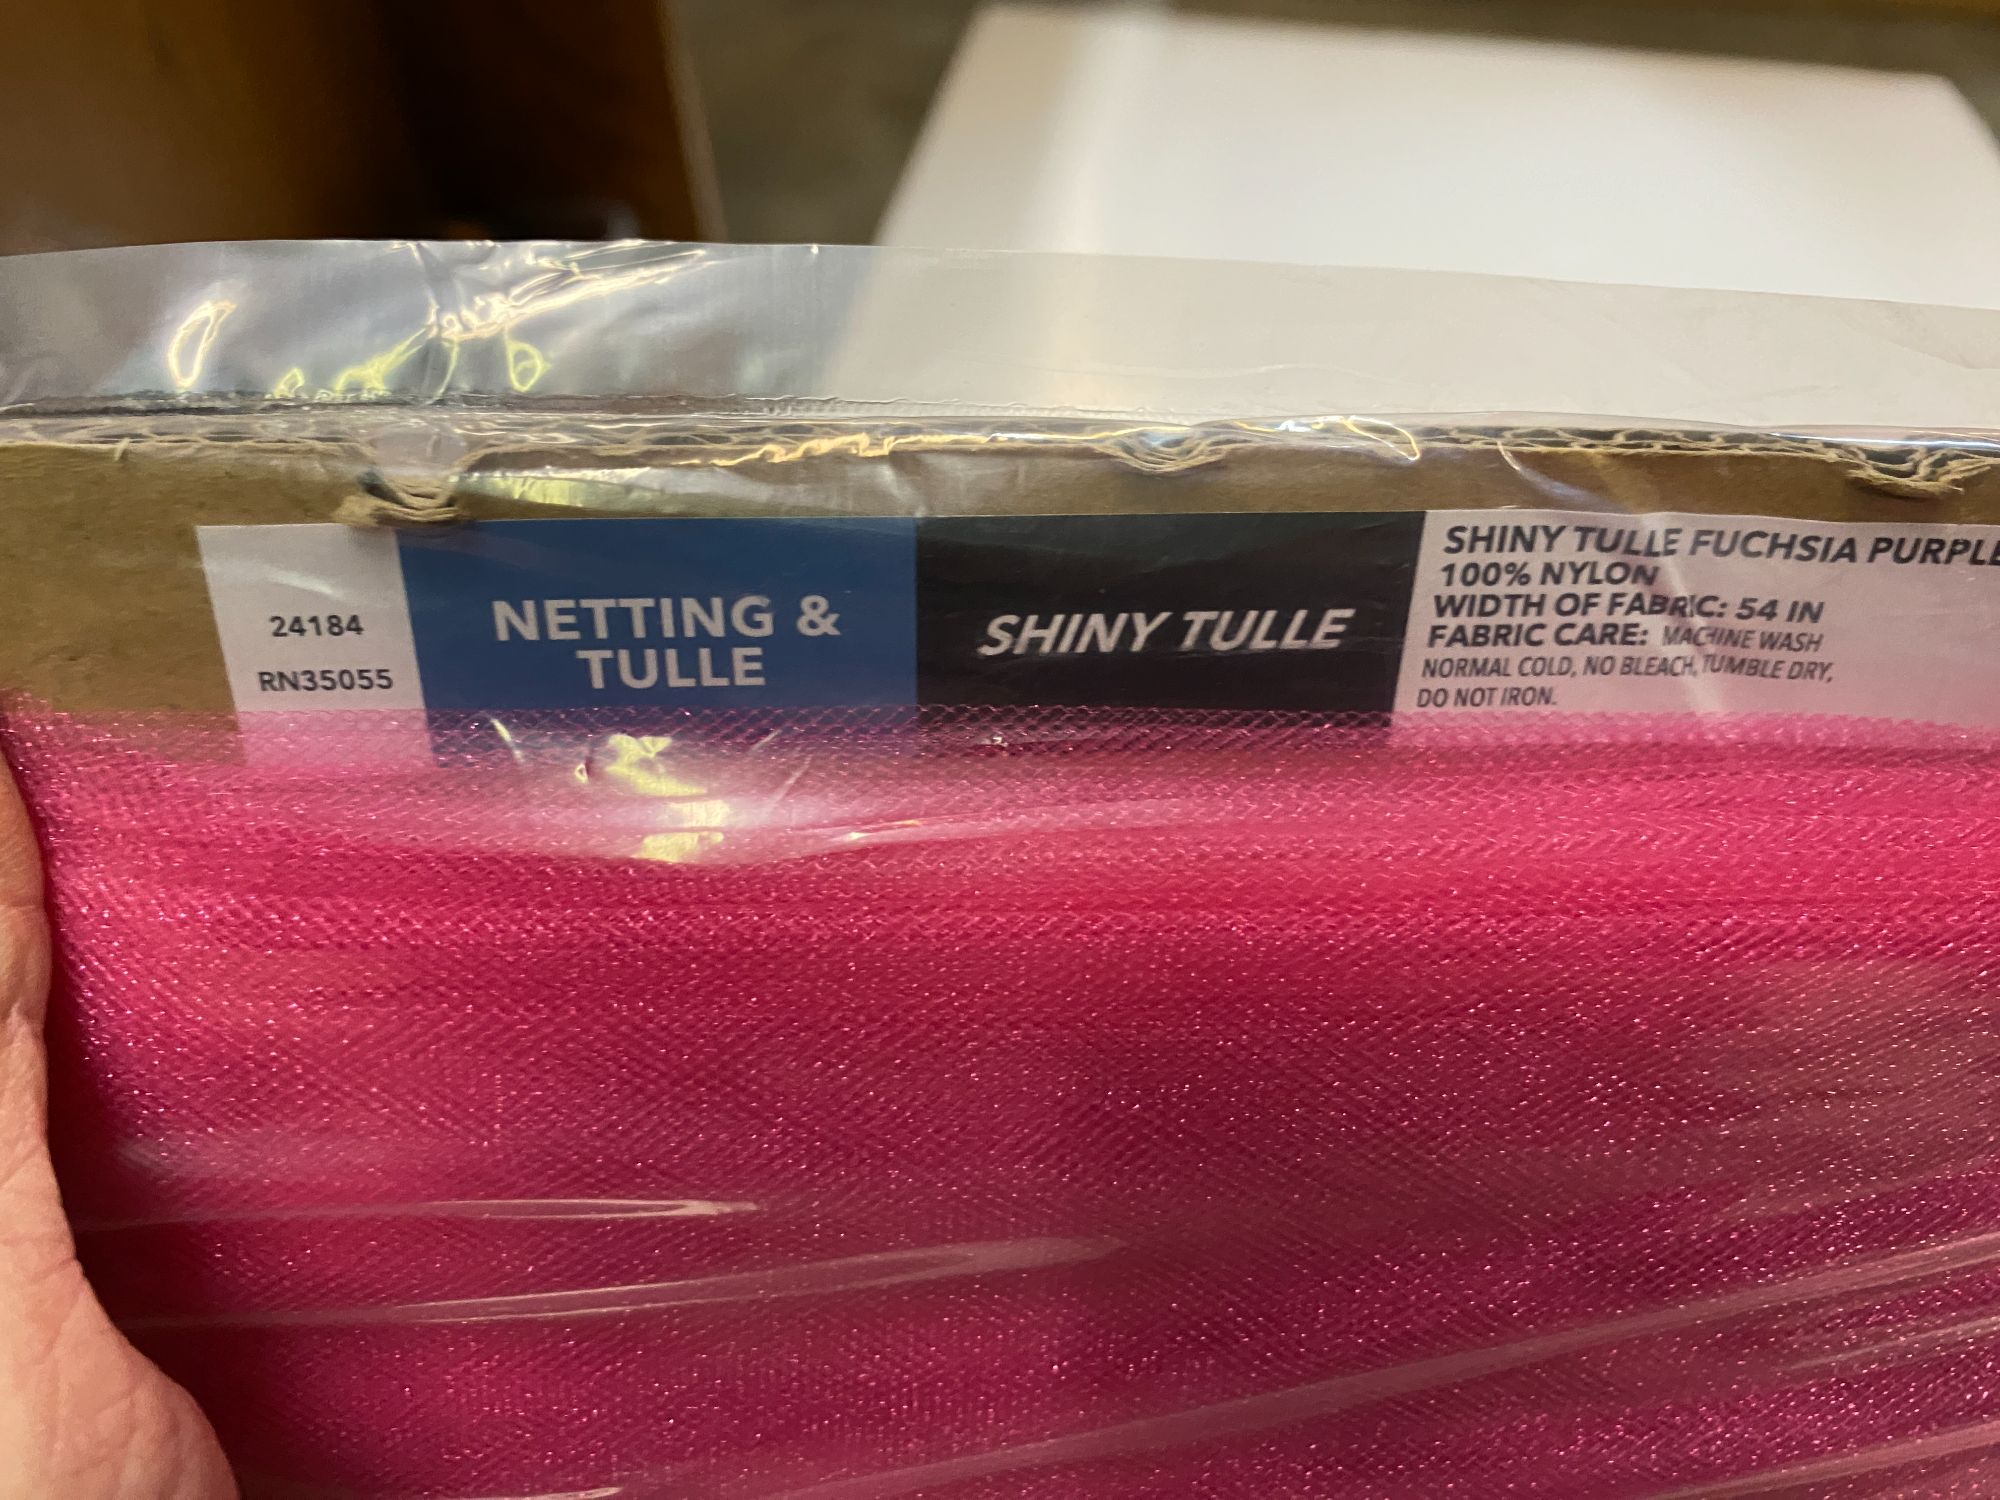 24184
RN35055
NETTING &
TULLE
SHINY TULLE
SHINY TULLE FUCHSIA PURPLE
100% NYLON
WIDTH OF FABRIC: 54 IN
FABRIC CARE: MACHINE WASH
NORMAL COLD, NO BLEACH, TUMBLE DRY,
DO NOT IRON.